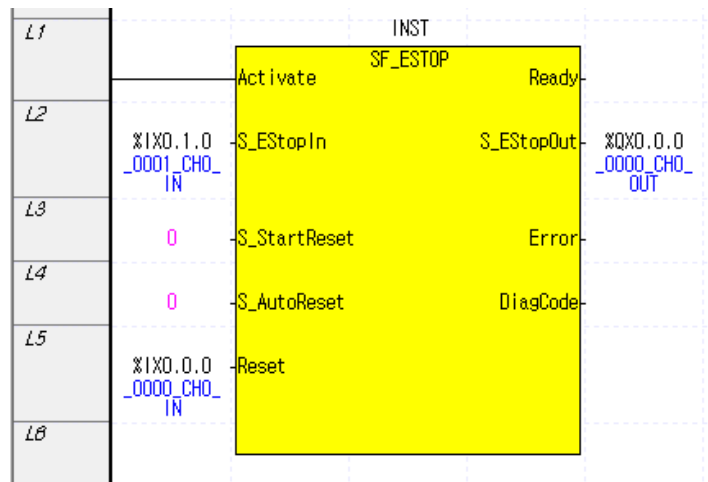 L1
INST
SF_ESTOP
Activate
Ready
L2
%IX0.1.0
S_EStopIn
S_EStopOut
%QX0.0.0
_0001_CH0_
IN
_0000_CH0_
OUT
L3
0
S_StartReset
Error
L4
0
S_AutoReset
DiagCode
L5
%IX0.0.0
Reset
_0000_CH0_
IN
L6